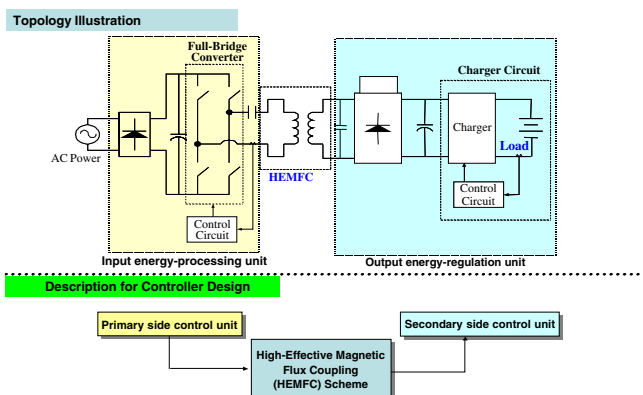 Topology Illustration
Full-Bridge
Converter
Charger Circuit
Charger
Load
AC Power
HEMFC
Control
Circuit
Control
Circuit
Input energy-processing unit
Output energy-regulation unit
Description for Controller Design
Primary side control unit
Secondary side control unit
High-Effective Magnetic
Flux Coupling
(HEMFC) Scheme